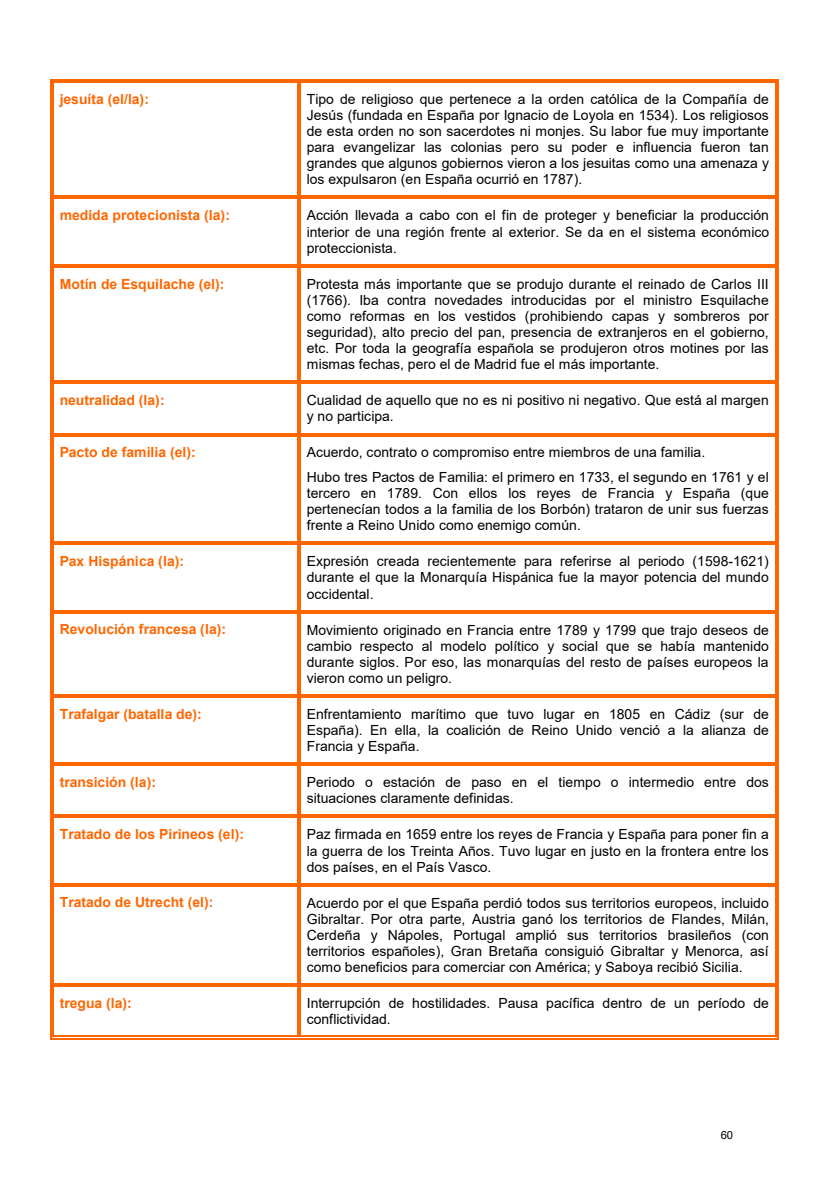 jesuíta (el/la):
Tipo de religioso que pertenece a la orden católica de la Compañía de
Jesús (fundada en España por Ignacio de Loyola en 1534). Los religiosos
de esta orden no son sacerdotes ni monjes. Su labor fue muy importante
para evangelizar las colonias pero su poder e influencia fueron tan
grandes que algunos gobiernos vieron a los jesuitas como una amenaza y
los expulsaron (en España ocurrió en 1787).
medida protecionista (la):
Acción llevada a cabo con el fin de proteger y beneficiar la producción
interior de una región frente al exterior. Se da en el sistema económico
proteccionista.
Motín de Esquilache (el):
Protesta más importante que se produjo durante el reinado de Carlos III
(1766). Iba contra novedades introducidas por el ministro Esquilache
como reformas en los vestidos (prohibiendo capas y sombreros por
seguridad), alto precio del pan, presencia de extranjeros en el gobierno,
etc. Por toda la geografía española se produjeron otros motines por las
mismas fechas, pero el de Madrid fue el más importante.
neutralidad (la):
Cualidad de aquello que no es ni positivo ni negativo. Que está al margen
y no participa.
Pacto de familia (el):
Acuerdo, contrato o compromiso entre miembros de una familia.
Hubo tres Pactos de Familia: el primero en 1733, el segundo en 1761 y el
tercero en 1789. Con ellos los reyes de Francia y España (que
pertenecían todos a la familia de los Borbón) trataron de unir sus fuerzas
frente a Reino Unido como enemigo común.
Pax Hispánica (la):
Expresión creada recientemente para referirse al periodo (1598-1621)
durante el que la Monarquía Hispánica fue la mayor potencia del mundo
occidental.
Revolución francesa (la):
Movimiento originado en Francia entre 1789 y 1799 que trajo deseos de
cambio respecto al modelo político y social que se había mantenido
durante siglos. Por eso, las monarquías del resto de países europeos la
vieron como un peligro.
Trafalgar (batalla de):
Enfrentamiento marítimo que tuvo lugar en 1805 en Cádiz (sur de
España). En ella, la coalición de Reino Unido venció a la alianza de
Francia y España.
transición (la):
Periodo o estación de paso en el tiempo o intermedio entre dos
situaciones claramente definidas.
Tratado de los Pirineos (el):
Paz firmada en 1659 entre los reyes de Francia y España para poner fin a
la guerra de los Treinta Años. Tuvo lugar en justo en la frontera entre los
dos países, en el País Vasco.
Tratado de Utrecht (el):
Acuerdo por el que España perdió todos sus territorios europeos, incluido
Gibraltar. Por otra parte, Austria ganó los territorios de Flandes, Milán,
Cerdeña y Nápoles, Portugal amplió sus territorios brasileños (con
territorios españoles), Gran Bretaña consiguió Gibraltar y Menorca, así
como beneficios para comerciar con América; y Saboya recibió Sicilia.
tregua (la):
Interrupción de hostilidades. Pausa pacífica dentro de un período de
conflictividad.
60